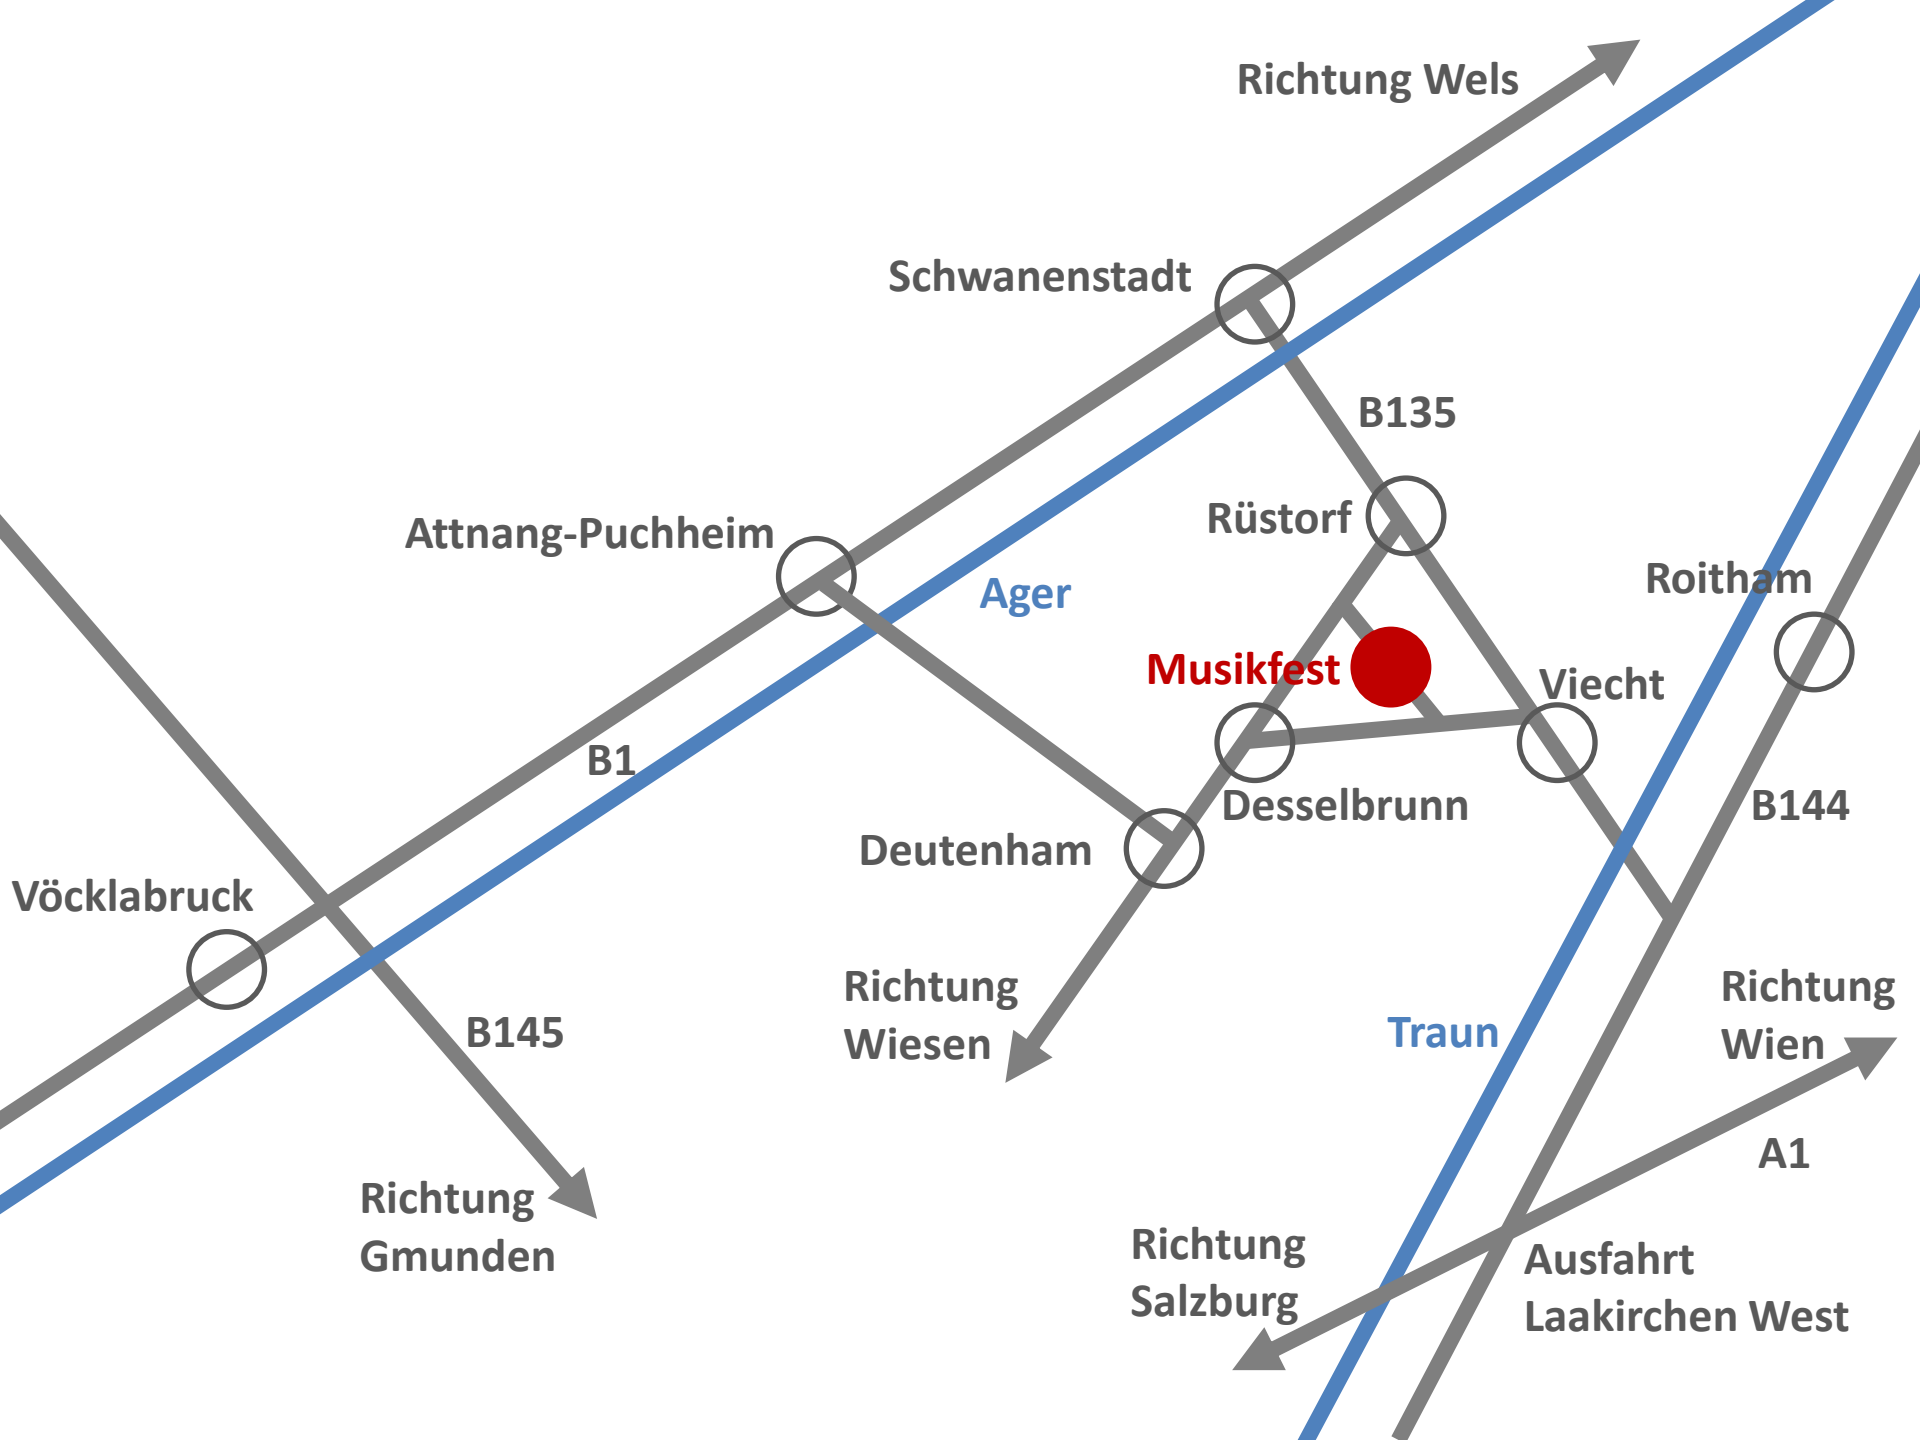 Richtung Wels
Schwanenstadt
B135
Rüstorf
Attnang-Puchheim
Ager
Roitham
Musikfest
Viecht
B1
Desselbrunn
B144
Deutenham
Vöcklabruck
Richtung
Wiesen
Richtung
Wien
B145
Traun
A1
Richtung
Gmunden
Richtung
Salzburg
Ausfahrt
Laakirchen West